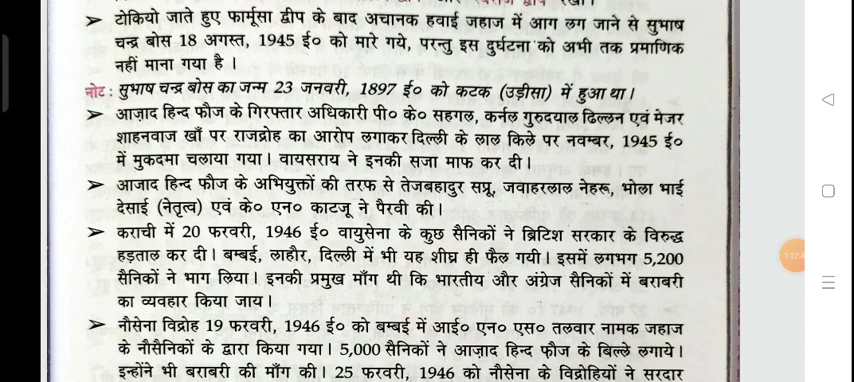 ➤ टोकियो जाते हुए फार्मूसा द्वीप के बाद अचानक हवाई जहाज में आग लग जाने से सुभाष
चन्द्र बोस 18 अगस्त, 1945 ई० को मारे गये, परन्तु इस दुर्घटना को अभी तक प्रमाणिक
नहीं माना गया है ।
नोट : सुभाष चन्द्र बोस का जन्म 23 जनवरी, 1897 ई० को कटक (उड़ीसा) में हुआ था।
➤ आज़ाद हिन्द फौज के गिरफ्तार अधिकारी पी० के० सहगल, कर्नल गुरुदयाल ढिल्लन एवं मेजर
शाहनवाज खाँ पर राजद्रोह का आरोप लगाकर दिल्ली के लाल किले पर नवम्बर, 1945 ई०
में मुकदमा चलाया गया। वायसराय ने इनकी सजा माफ कर दी।
➤ आजाद हिन्द फौज के अभियुक्तों की तरफ से तेजबहादुर सप्रू, जवाहरलाल नेहरू, भोला भाई
देसाई (नेतृत्व) एवं के० एन० काटजू ने पैरवी की।
➤ कराची में 20 फरवरी, 1946 ई० वायुसेना के कुछ सैनिकों ने ब्रिटिश सरकार के विरुद्ध
हड़ताल कर दी। बम्बई, लाहौर, दिल्ली में भी यह शीघ्र ही फैल गयी। इसमें लगभग 5,200
सैनिकों ने भाग लिया। इनकी प्रमुख माँग थी कि भारतीय और अंग्रेज सैनिकों में बराबरी
का व्यवहार किया जाय।
➤ नौसेना विद्रोह 19 फरवरी, 1946 ई० को बम्बई में आई० एन० एस० तलवार नामक जहाज
के नौसैनिकों के द्वारा किया गया। 5,000 सैनिकों ने आज़ाद हिन्द फौज के बिल्ले लगाये।
इन्होंने भी बराबरी की माँग की। 25 फरवरी, 1946 को नौसेना के विद्रोहियों ने सरदार